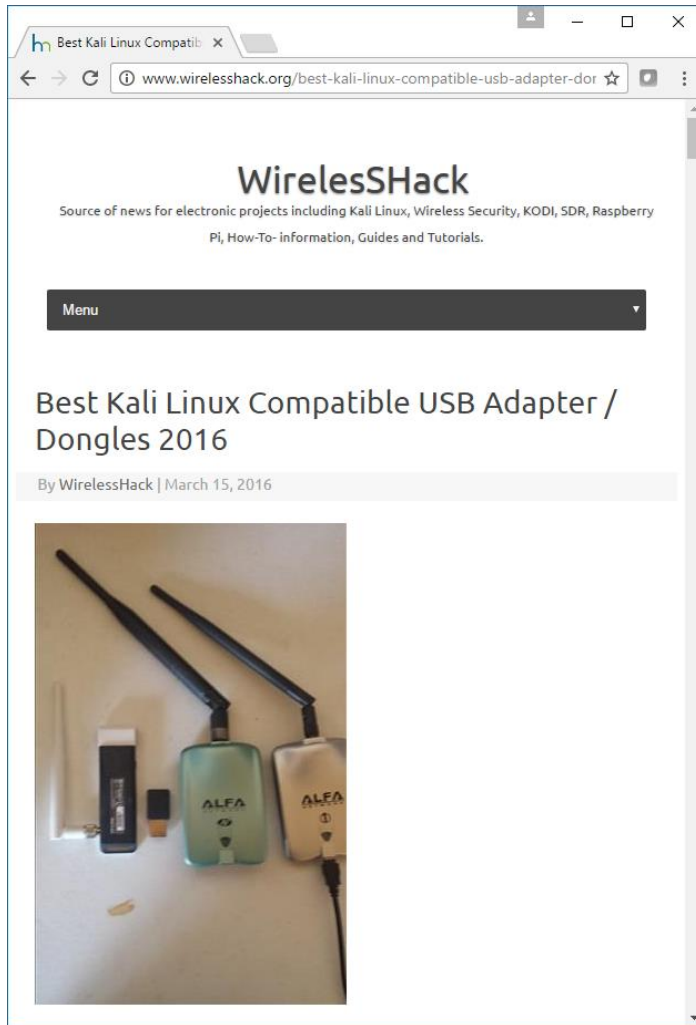 Best Kali Linux Compatib
www.wirelesshack.org/best-kali-linux-compatible-usb-adapter-dor
WirelesSHack
Source of news for electronic projects including Kali Linux, Wireless Security, KODI, SDR, Raspberry
Pi, How-To- information, Guides and Tutorials.
Menu
Best Kali Linux Compatible USB Adapter /
Dongles 2016
By WirelessHack | March 15, 2016
ALFA
ALFA